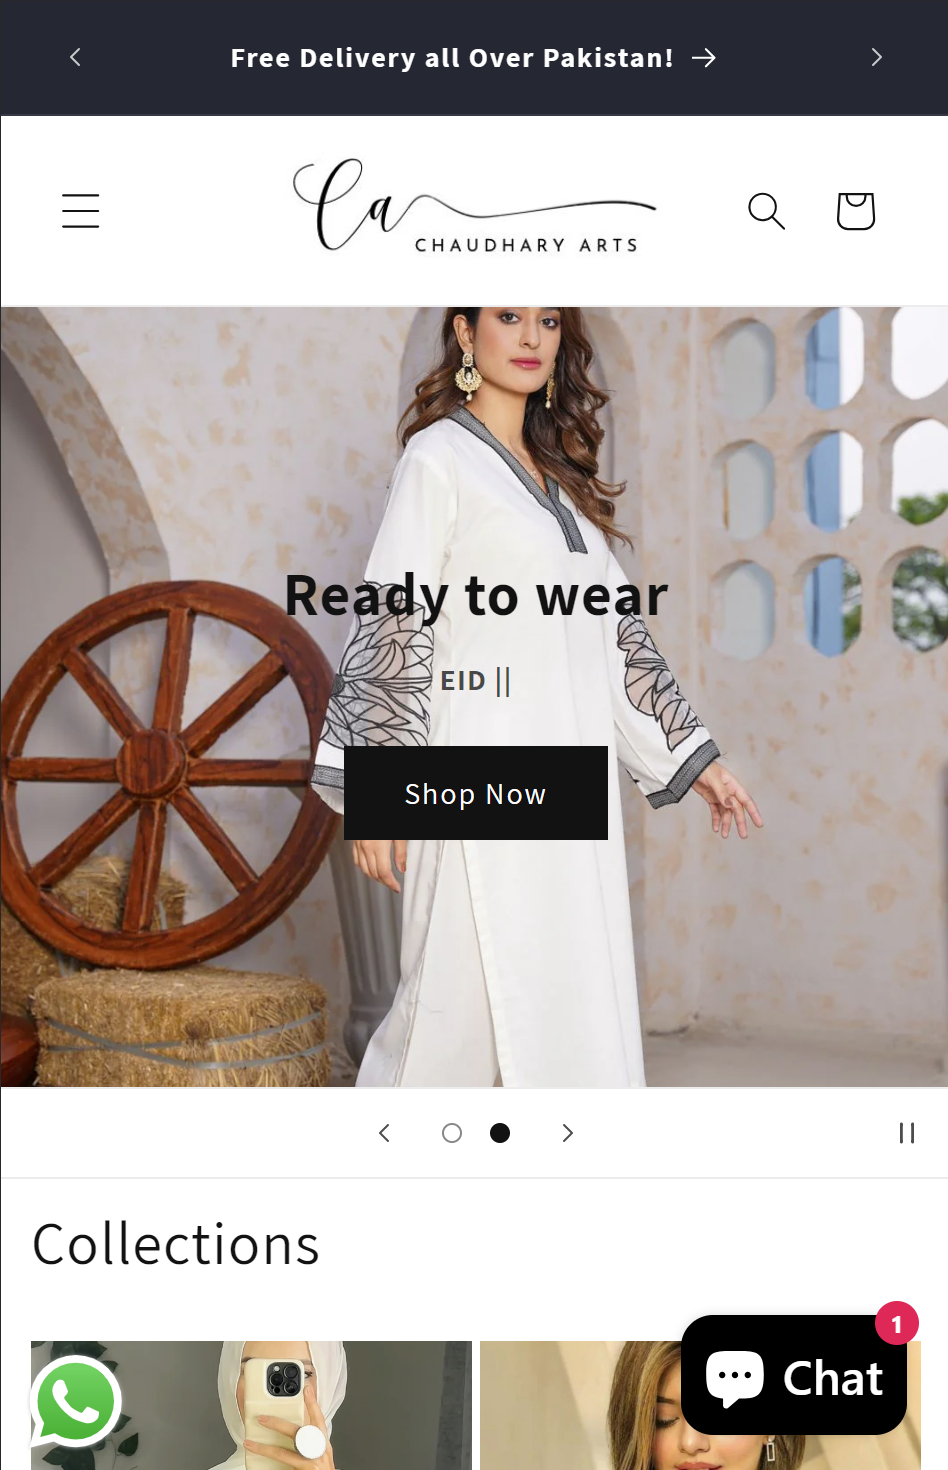 Free Delivery all Over Pakistan!
Ca
CHAUDHARY ARTS
Ready to wear
EID ||
Shop Now
Collections
1
Chat